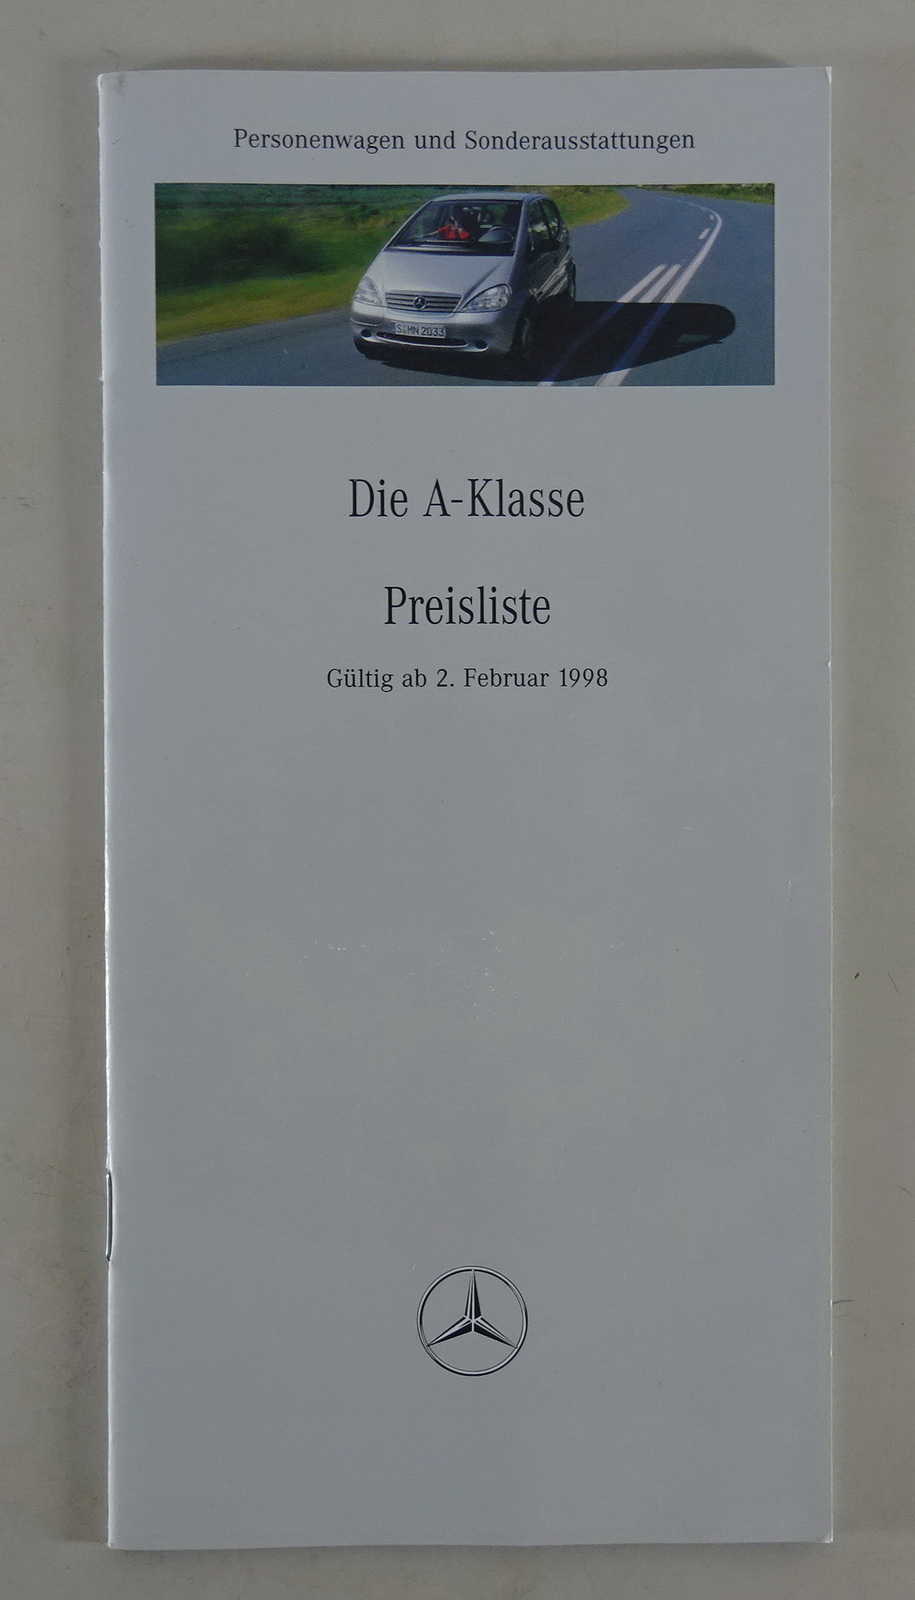 Personenwagen und Sonderausstattungen
S:MN 2033
Die A-Klasse
Preisliste
Gültig ab 2. Februar 1998